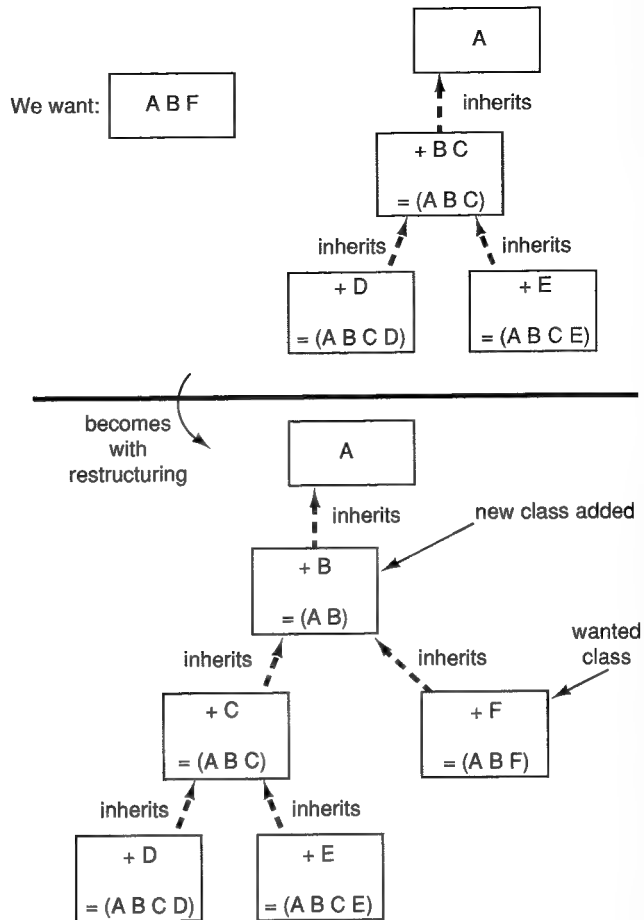 A
We want:
A B F
inherits
+ B C
= (A B C)
inherits
inherits
+ D
= (A B C D)
+ E
= (A B C E)
becomes
with
restructuring
A
inherits
new class added
+ B
= (A B)
wanted
class
inherits
inherits
+ C
= (A B C)
+ F
= (A B F)
inherits
inherits
+ D
= (A B C D)
+ E
= (A B C E)